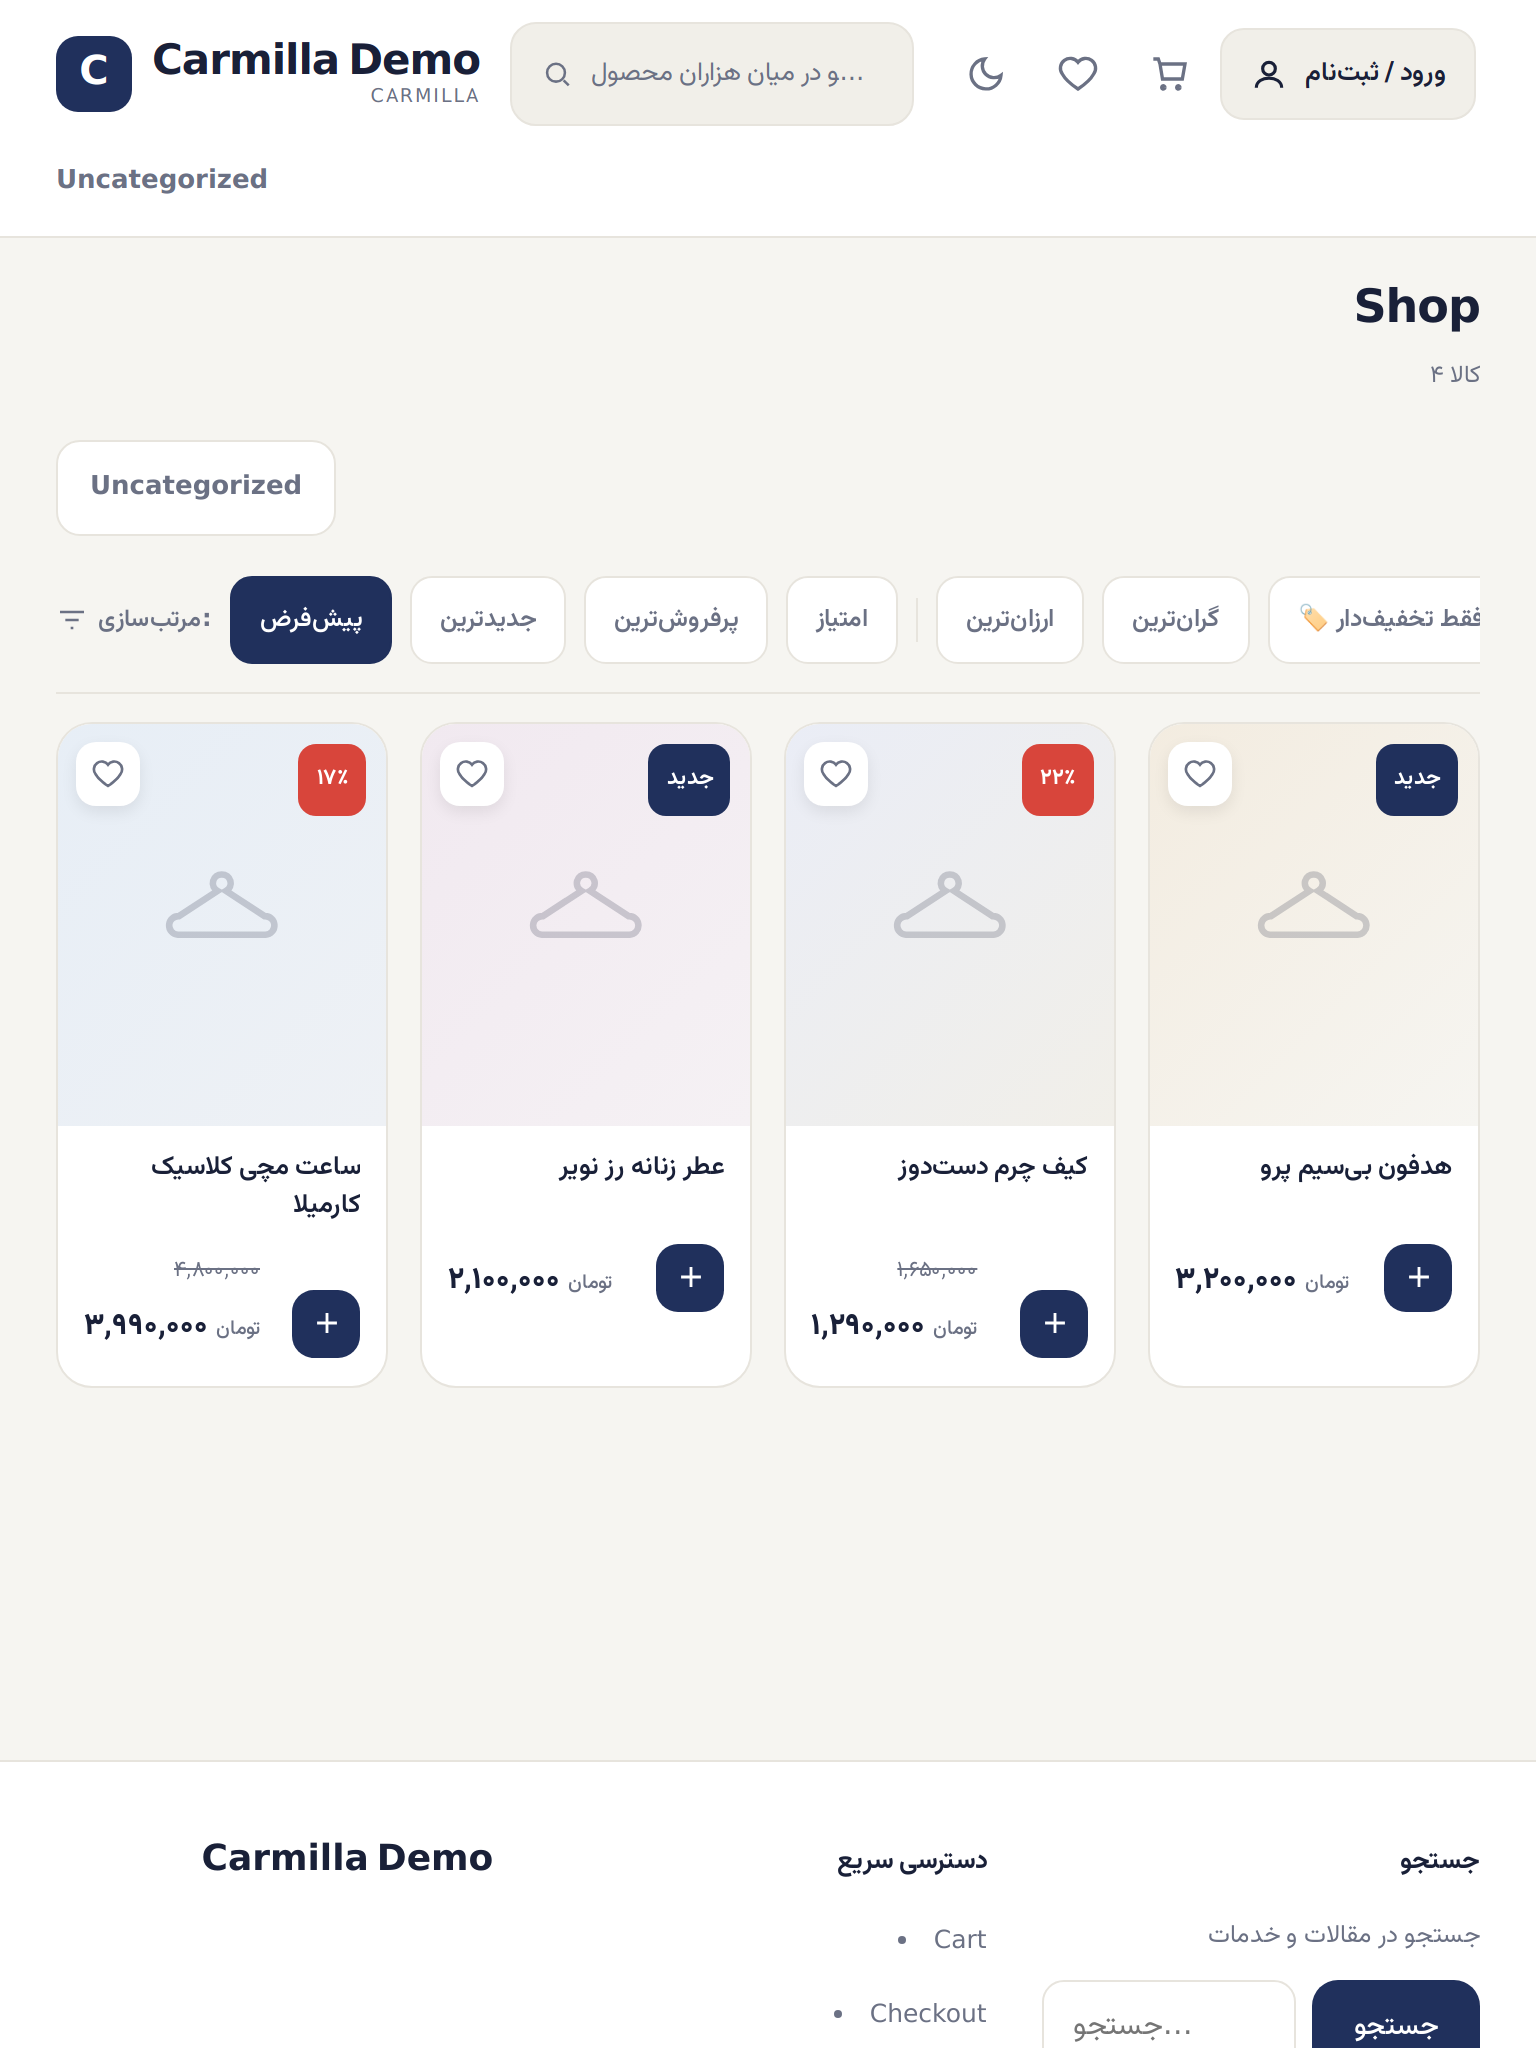 C
Carmilla Demo
CARMILLA
و در میان هزاران محصول...
ورود / ثبت‌نام
Uncategorized
Shop
۴ کالا
Uncategorized
مرتب‌سازی:
پیش‌فرض
جدیدترین
پرفروش‌ترین
امتیاز
ارزان‌ترین
گران‌ترین
فقط تخفیف‌دار 🏷️
۱۷٪
جدید
۲۲٪
جدید
ساعت مچی کلاسیک
کارمیلا
۴,۸۰۰,۰۰۰
۳,۹۹۰,۰۰۰ تومان
+
عطر زنانه رز نویر
۲,۱۰۰,۰۰۰ تومان
+
کیف چرم دست‌دوز
۱,۶۵۰,۰۰۰
۱,۲۹۰,۰۰۰ تومان
+
هدفون بی‌سیم پرو
۳,۲۰۰,۰۰۰ تومان
+
Carmilla Demo
دسترسی سریع
• Cart
• Checkout
جستجو
جستجو در مقالات و خدمات
جستجو...
جستجو